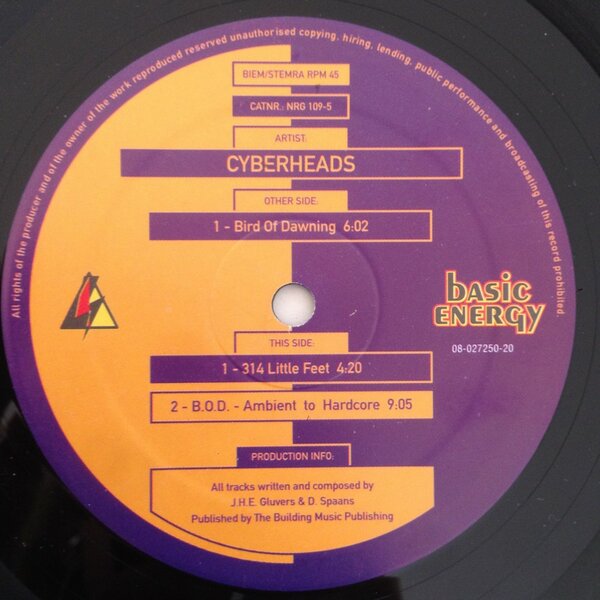 All rights of the producer and of the owner of the work reproduced reserved unauthorised copying, hiring, lending, public performance and broadcasting of this record prohibited.
BIEM/STEMRA RPM 45
CATNR.: NRG 109-5
ARTIST:
CYBERHEADS
OTHER SIDE:
1 - Bird Of Dawning 6:02
basic
ENERGY
08-027250-20
THIS SIDE:
1 - 314 Little Feet 4:20
2 - B.O.D. - Ambient to Hardcore 9:05
PRODUCTION INFO:
All tracks written and composed by
J.H.E. Gluvers & D. Spaans
Published by The Building Music Publishing